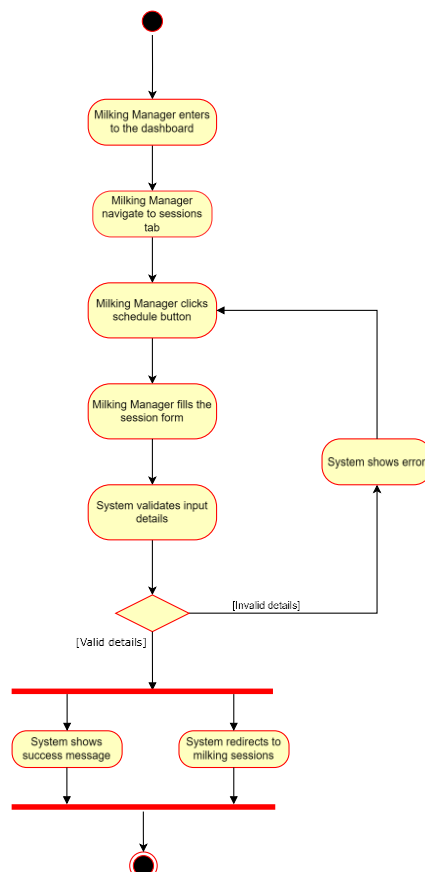 Milking Manager enters
to the dashboard
Milking Manager
navigate to sessions
tab
Milking Manager clicks
schedule button
Milking Manager fills the
session form
System shows error
System validates input
details
[Invalid details]
[Valid details]
System shows
success message
System redirects to
milking sessions